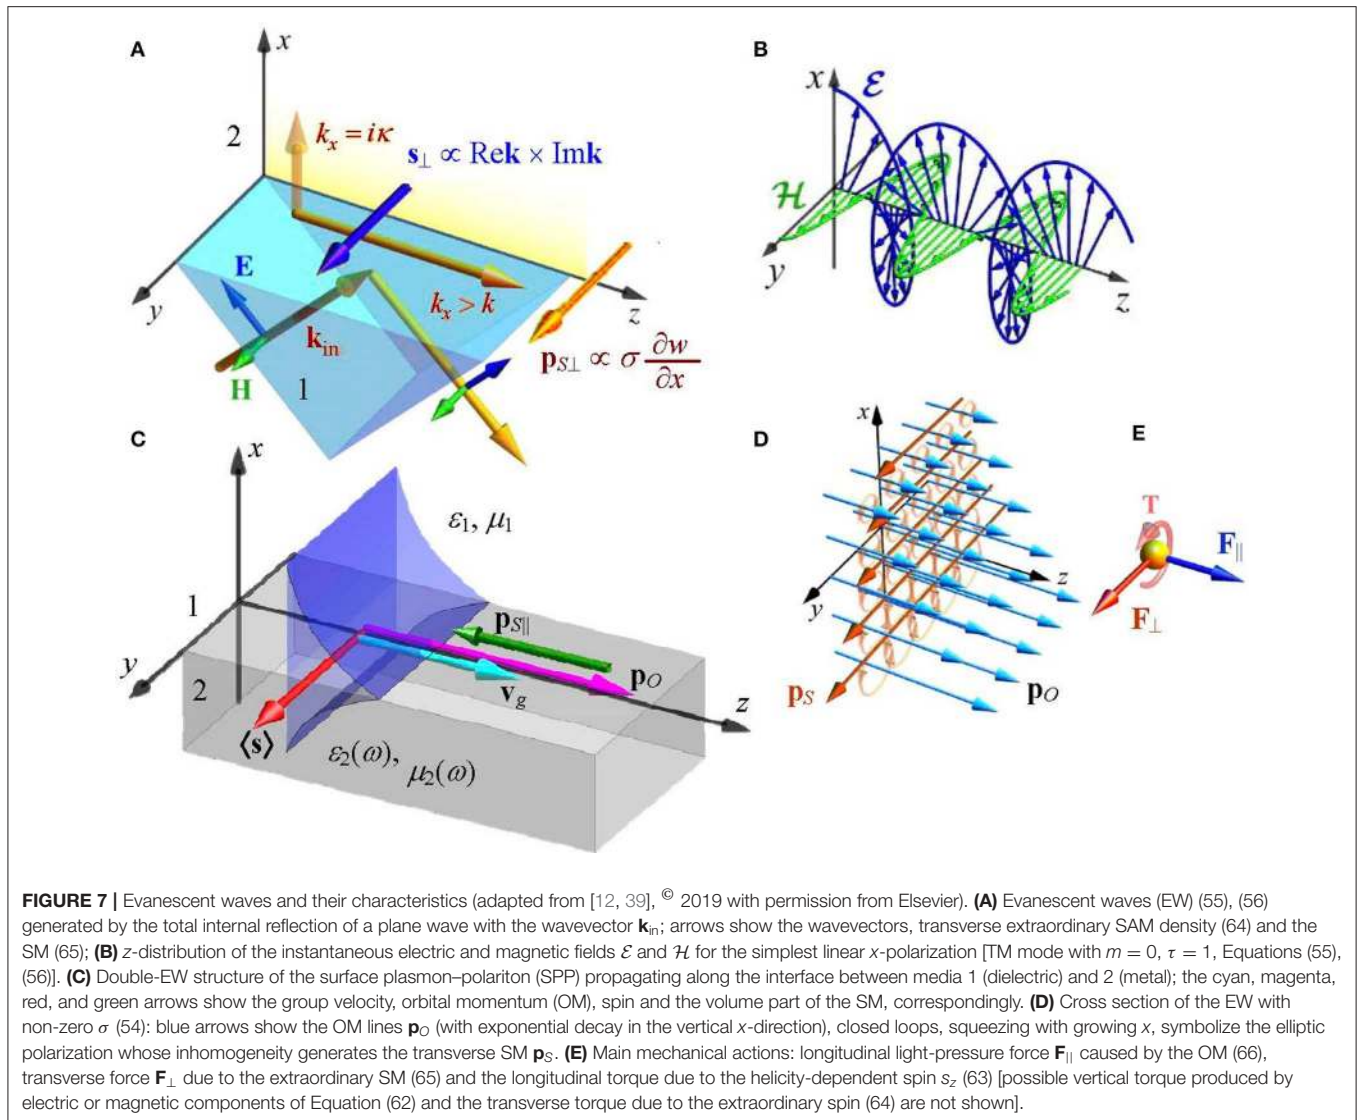 A
x
2
k_x = iκ
s_⊥ ∝ Rek × Imk
E
y
k_in
k_x > k
z
H
1
p_S⊥ ∝ σ ∂w/∂x
B
x
ℰ
ℋ
y
z
C
x
ε₁, μ₁
1
p_S||
y
2
v_g
p_O
z
⟨s⟩
ε₂(ω),
μ₂(ω)
D
x
z
y
p_S
p_O
E
T
F_||
F_⊥
FIGURE 7 | Evanescent waves and their characteristics (adapted from [12, 39], © 2019 with permission from Elsevier). (A) Evanescent waves (EW) (55), (56)
generated by the total internal reflection of a plane wave with the wavevector k_in; arrows show the wavevectors, transverse extraordinary SAM density (64) and the
SM (65); (B) z-distribution of the instantaneous electric and magnetic fields ℰ and ℋ for the simplest linear x-polarization [TM mode with m = 0, τ = 1, Equations (55),
(56)]. (C) Double-EW structure of the surface plasmon–polariton (SPP) propagating along the interface between media 1 (dielectric) and 2 (metal); the cyan, magenta,
red, and green arrows show the group velocity, orbital momentum (OM), spin and the volume part of the SM, correspondingly. (D) Cross section of the EW with
non-zero σ (54): blue arrows show the OM lines p_O (with exponential decay in the vertical x-direction), closed loops, squeezing with growing x, symbolize the elliptic
polarization whose inhomogeneity generates the transverse SM p_S. (E) Main mechanical actions: longitudinal light-pressure force F_|| caused by the OM (66),
transverse force F_⊥ due to the extraordinary SM (65) and the longitudinal torque due to the helicity-dependent spin s_z (63) [possible vertical torque produced by
electric or magnetic components of Equation (62) and the transverse torque due to the extraordinary spin (64) are not shown].